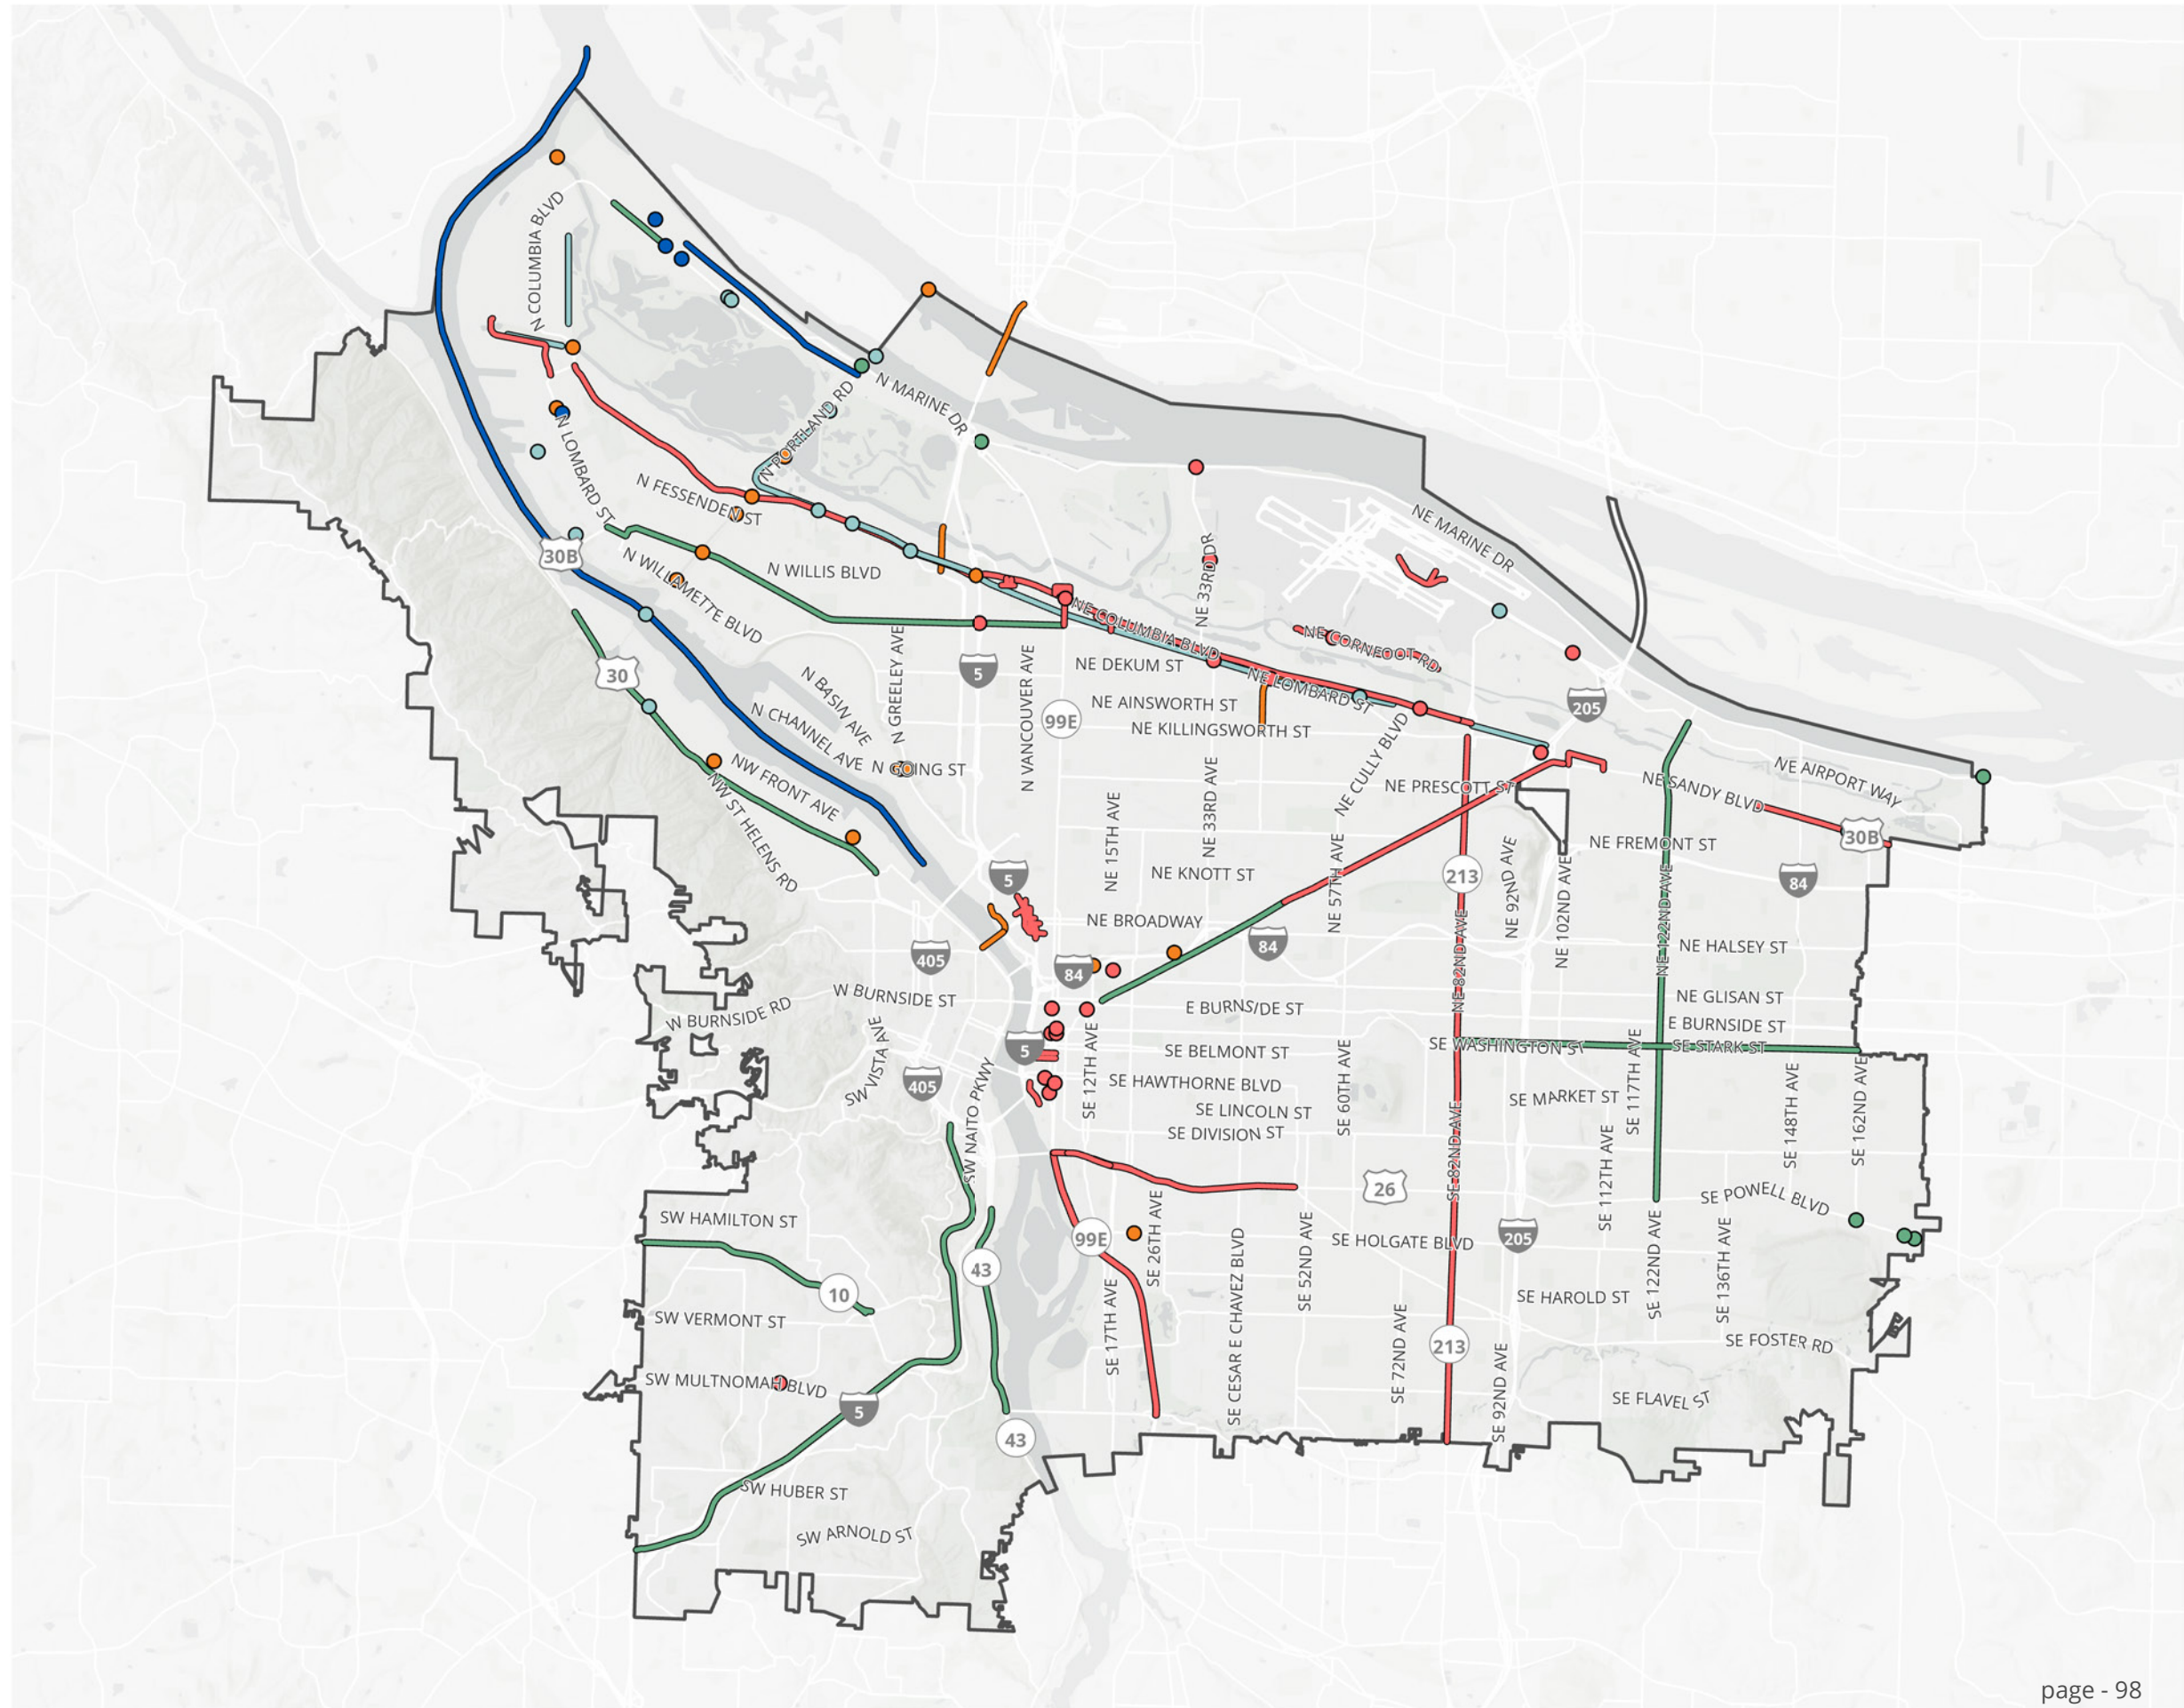 N COLUMBIA BLVD
N MARINE DR
N PORTLAND RD
N LOMBARD ST
N FESSENDEN ST
30B
N WILLAMETTE BLVD
N WILLIS BLVD
NE MARINE DR
NE 33RD DR
NE COLUMBIA BLVD
NE CORNFOOT RD
NE LOMBARD ST
NE DEKUM ST
N GREELEY AVE
N VANCOUVER AVE
5
30
N BASIN AVE
N CHANNEL AVE
NE AINSWORTH ST
99E
NE KILLINGSWORTH ST
205
N GOING ST
NE CULLY BLVD
NW FRONT AVE
NW ST HELENS RD
NE PRESCOTT ST
NE SANDY BLVD
NE AIRPORT WAY
30B
NE 15TH AVE
NE 33RD AVE
NE FREMONT ST
NE KNOTT ST
NE 57TH AVE
213
NE 92ND AVE
NE 102ND AVE
84
5
NE BROADWAY
NE 82ND AVE
NE 122ND AVE
NE HALSEY ST
84
405
84
W BURNSIDE ST
W BURNSIDE RD
E BURNSIDE ST
NE GLISAN ST
E BURNSIDE ST
SE WASHINGTON ST
SE STARK ST
5
SE BELMONT ST
SW VISTA AVE
405
SW NAITO PKWY
SE 12TH AVE
SE HAWTHORNE BLVD
SE LINCOLN ST
SE DIVISION ST
SE 60TH AVE
SE MARKET ST
SE 117TH AVE
SE 148TH AVE
SE 162ND AVE
SE 82ND AVE
SE 112TH AVE
26
SE POWELL BLVD
SW HAMILTON ST
99E
SE 26TH AVE
SE HOLGATE BLVD
205
43
10
SE 17TH AVE
SE CESAR E CHAVEZ BLVD
SE 52ND AVE
SE 122ND AVE
SE 136TH AVE
SE HAROLD ST
SW VERMONT ST
SE 72ND AVE
213
SE 92ND AVE
SE FOSTER RD
SW MULTNOMAH BLVD
5
SE FLAVEL ST
43
SW HUBER ST
SW ARNOLD ST
page - 98